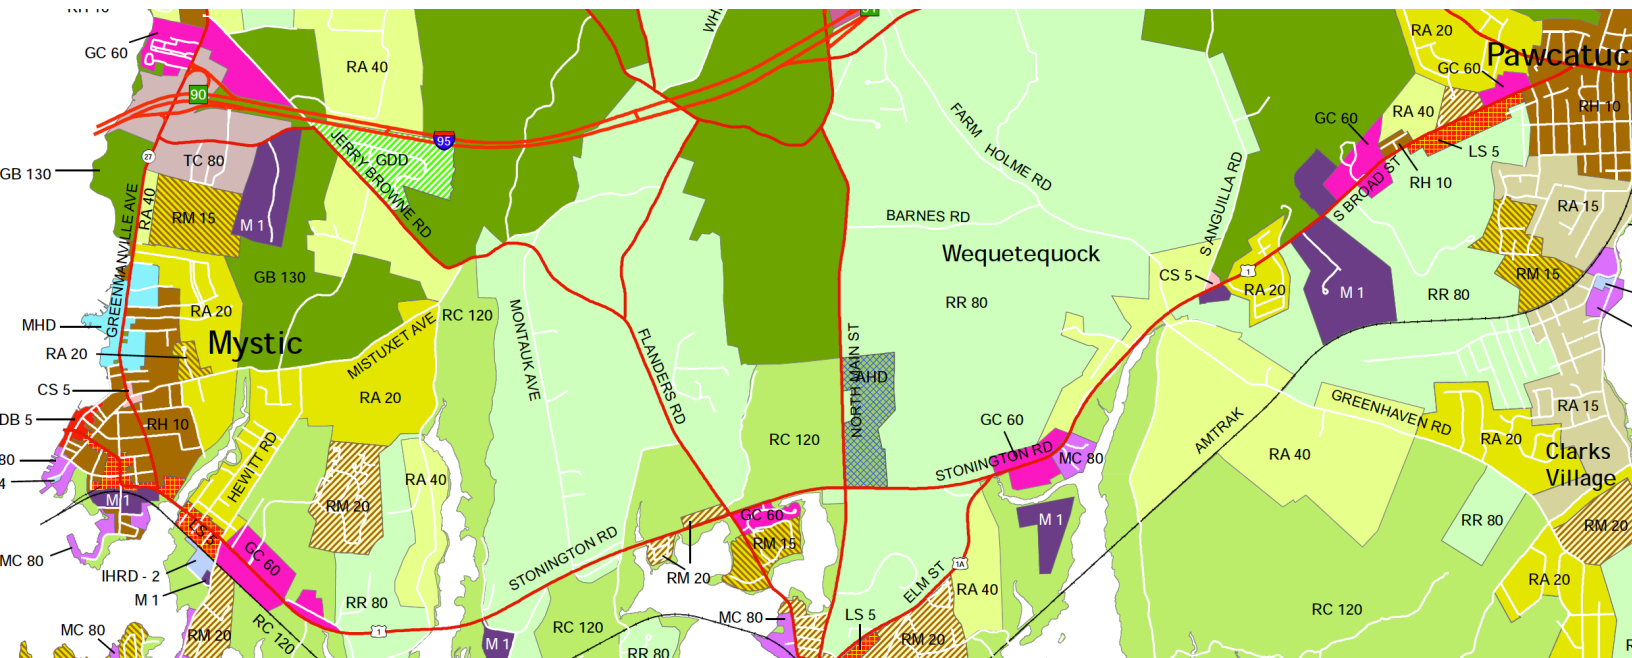 GC 60
RA 40
RA 20
Pawcatuc
GC 60
90
95
27
GB 130
TC 80
JERRY BROWNE RD
GDD
FARM HOLME RD
RA 40
RH 10
GC 60
LS 5
RH 10
S BROAD ST
GREENMANVILLE AVE
RA 40
RM 15
M 1
BARNES RD
S ANGUILLA RD
RA 15
Wequetequock
CS 5
1
RA 20
M 1
RM 15
RR 80
GB 130
RA 20
RC 120
MHD
Mystic
MISTUXET AVE
MONTAUK AVE
FLANDERS RD
NORTH MAIN ST
RR 80
RA 20
AHD
CS 5
RA 20
GREENHAVEN RD
RA 15
DB 5
RH 10
GC 60
AMTRAK
RA 20
RC 120
Clarks
Village
80
HEWITT RD
RA 40
STONINGTON RD
MC 80
RA 40
4
M 1
RM 20
GC 60
M 1
RR 80
RM 20
LS 5
RM 15
MC 80
GC 60
STONINGTON RD
RM 20
1A
IHRD - 2
ELM ST
RA 40
RA 20
M 1
RR 80
RC 120
MC 80
RM 20
RC 120
1
M 1
RC 120
MC 80
LS 5
RM 20
RR 80